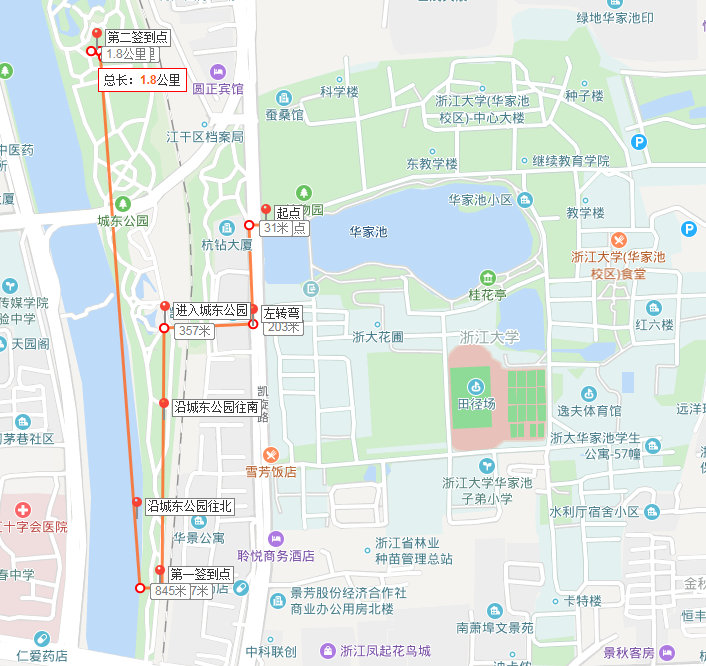 绿地华家池印
第二签到点
1.8公里
总长：1.8公里
圆正宾馆
科学楼
蚕桑馆
浙江大学(华家池
校区)-中心大楼
种子楼
江干区档案局
中医药
所
东教学楼
继续教育学院
大厦
城东公园
起点
物园
31米
点
杭钻大厦
华家池
华家池小区
教学楼
浙江大学(华家池
校区)食堂
传媒学院
验中学
进入城东公园
357米
左转弯
203米
桂花亭
红六楼
天园阁
浙大花圃
浙江大学
凯旋路
沿城东公园往南
田径场
逸夫体育馆
远洋
茅巷社区
雪芳饭店
浙大华家池学生
公寓-57幢
浙江大学华家池
子弟小学
沿城东公园往北
十字会医院
华景公寓
水利厅宿舍小区
聆悦商务酒店
浙江省林业
种苗管理总站
春中学
第一签到点
845米
7米
店
景芳股份经济合作社
商业办公用房北楼
金秋
卡特楼
恒丰
南萧埠文景苑
仁爱药店
中科联创
浙江凤起花鸟城
景秋客房